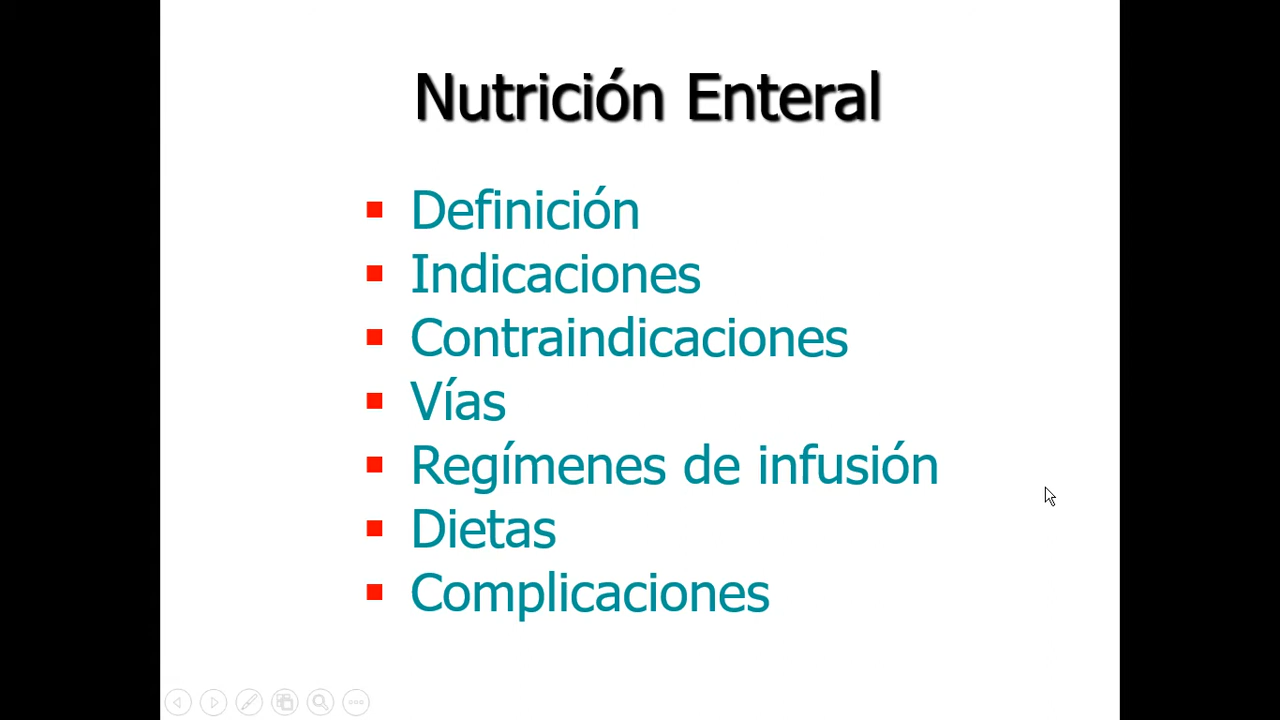 Nutrición Enteral
Definición
Indicaciones
Contraindicaciones
Vías
Regímenes de infusión
Dietas
Complicaciones